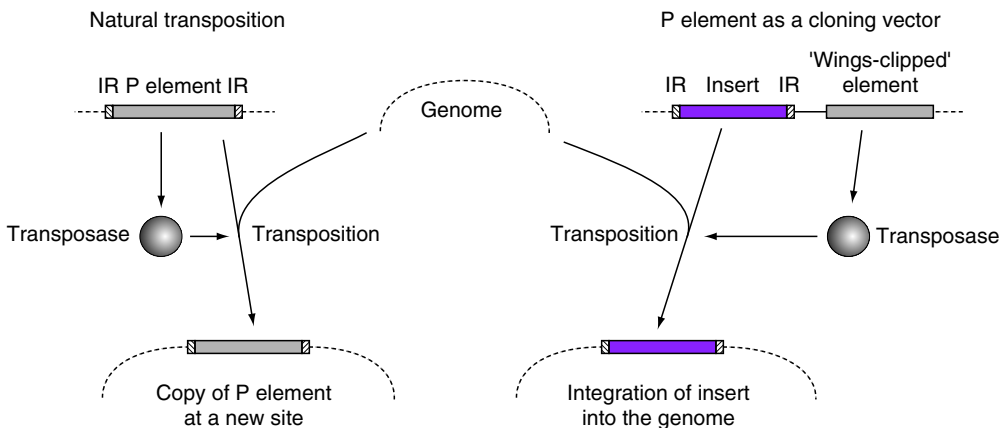 Natural transposition
P element as a cloning vector
IR P element IR
Genome
IR Insert IR
'Wings-clipped'
element
Transposase
Transposition
Transposition
Transposase
Copy of P element
at a new site
Integration of insert
into the genome